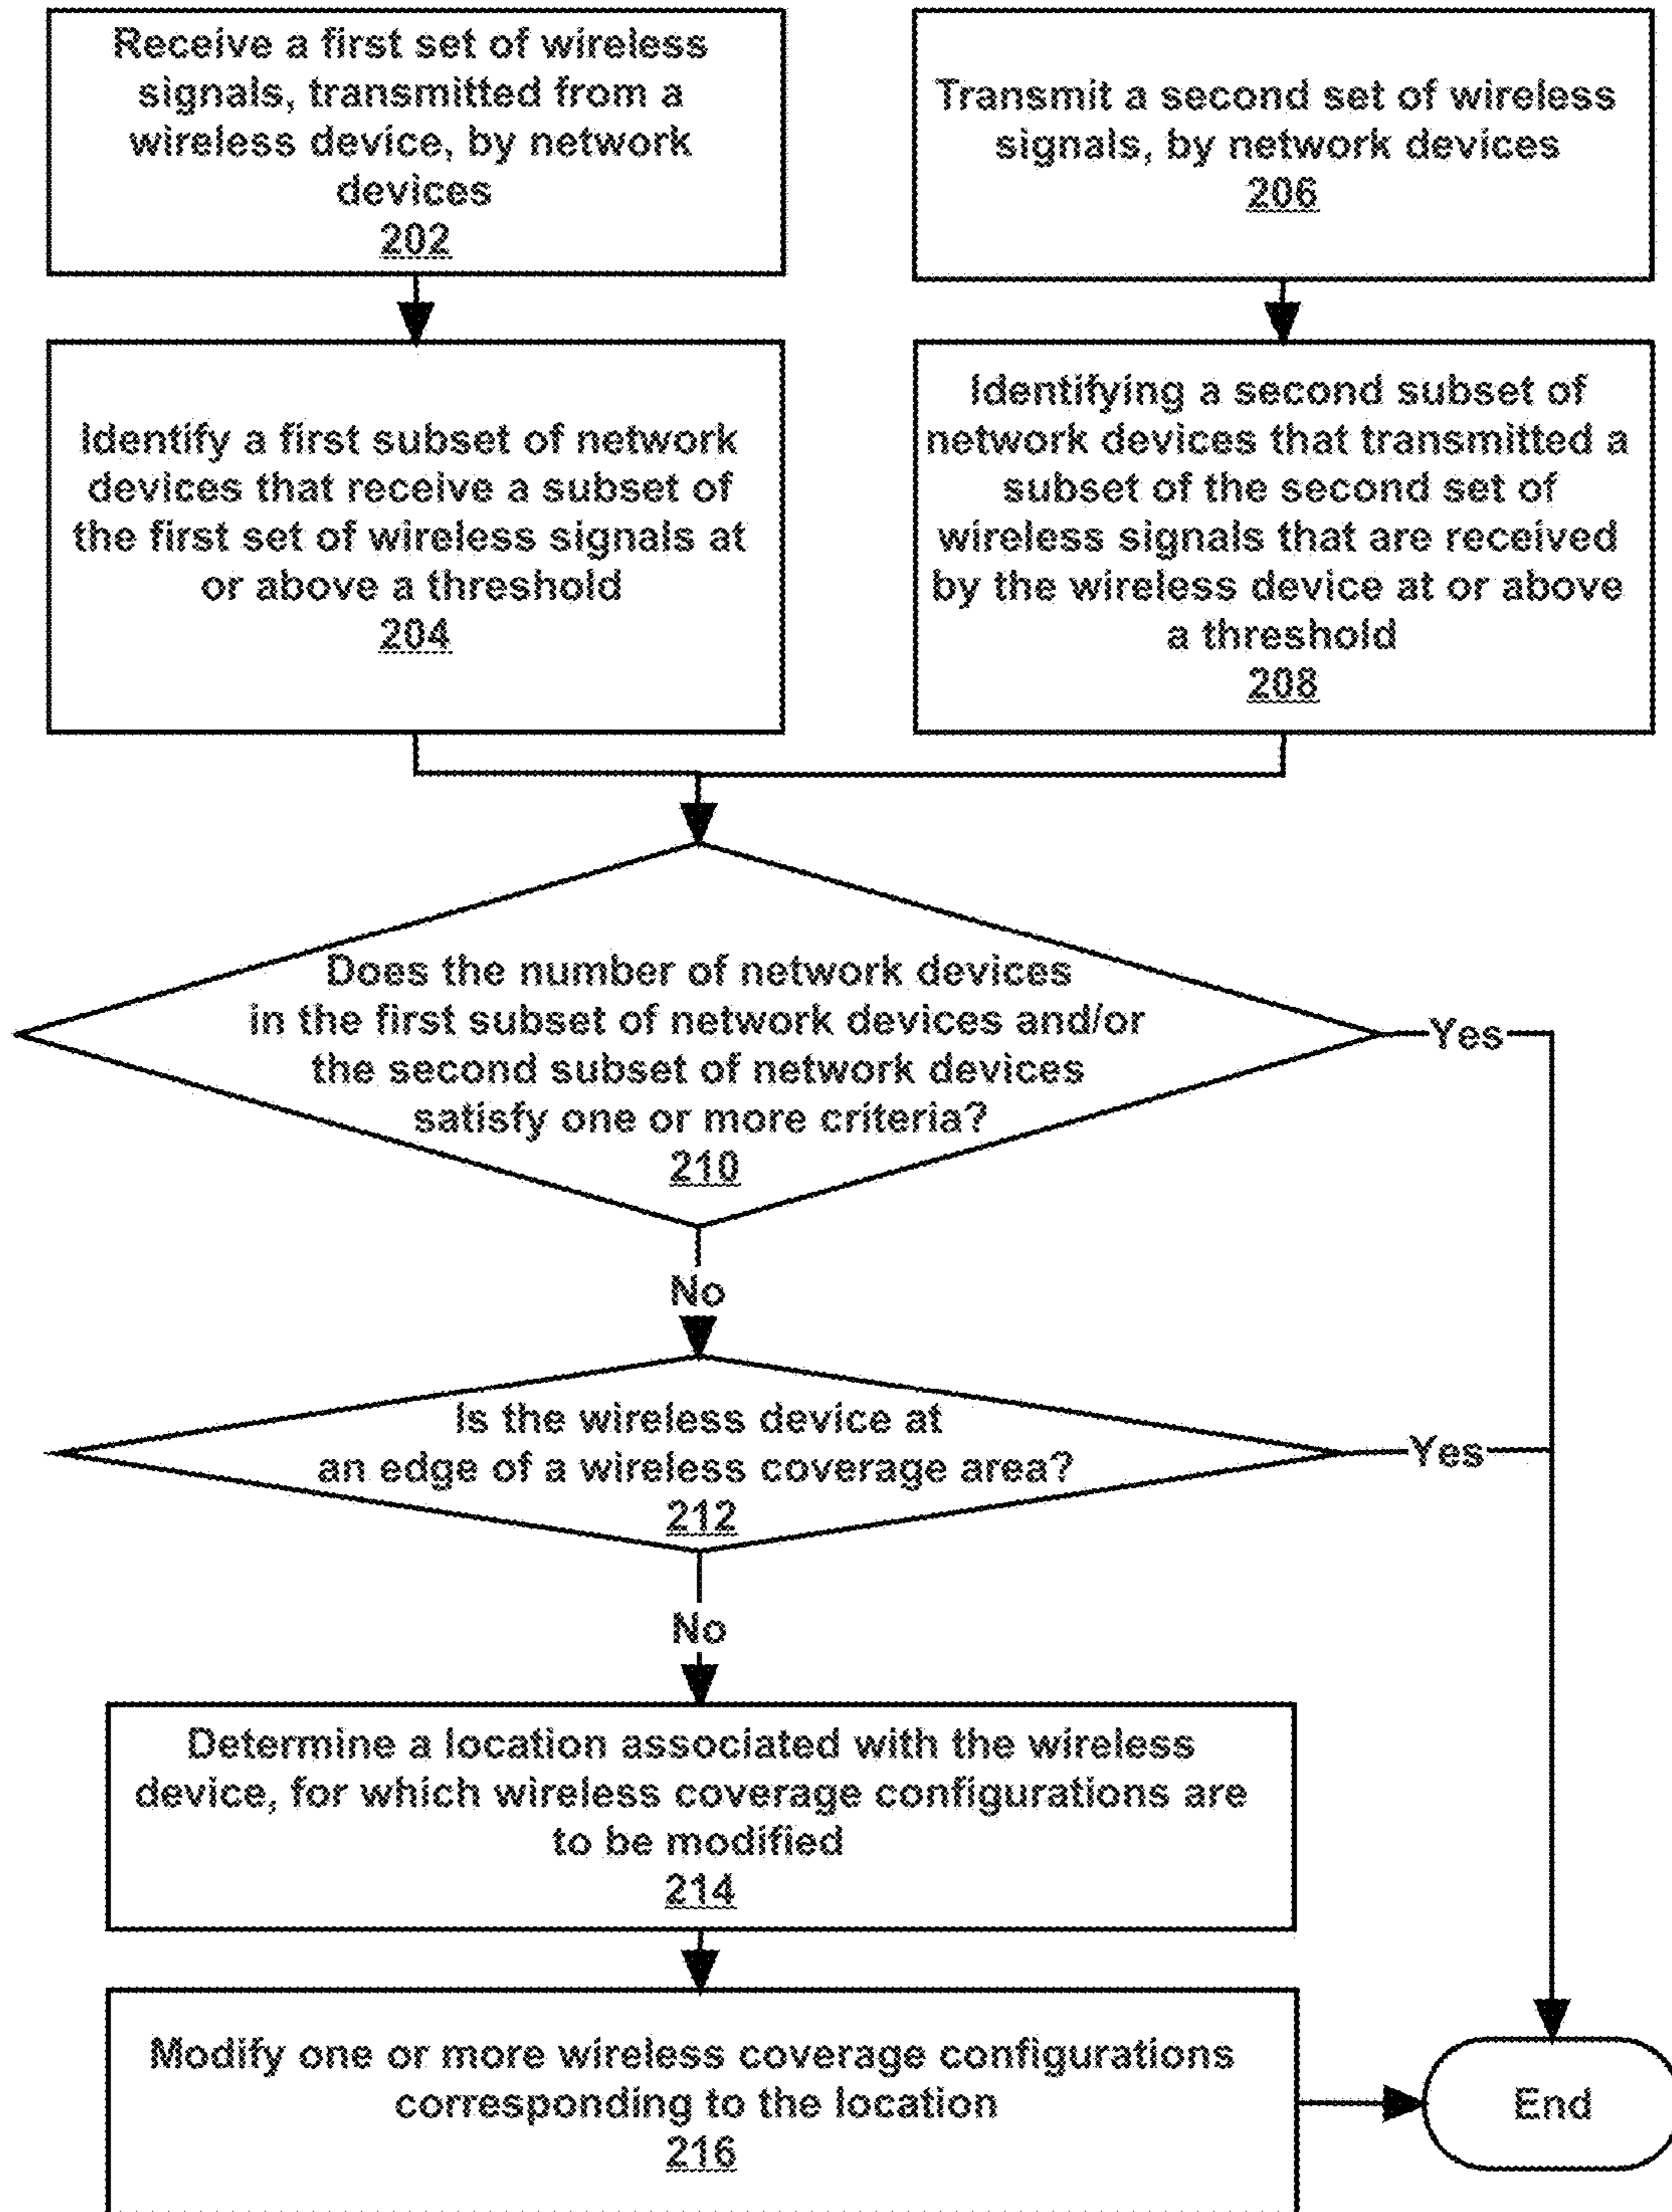 Receive a first set of wireless
signals, transmitted from a
wireless device, by network
devices
202
Transmit a second set of wireless
signals, by network devices
206
Identify a first subset of network
devices that receive a subset of
the first set of wireless signals at
or above a threshold
204
Identifying a second subset of
network devices that transmitted a
subset of the second set of
wireless signals that are received
by the wireless device at or above
a threshold
208
Does the number of network devices
in the first subset of network devices and/or
the second subset of network devices
satisfy one or more criteria?
210
Yes
No
Is the wireless device at
an edge of a wireless coverage area?
212
Yes
No
Determine a location associated with the wireless
device, for which wireless coverage configurations are
to be modified
214
Modify one or more wireless coverage configurations
corresponding to the location
216
End